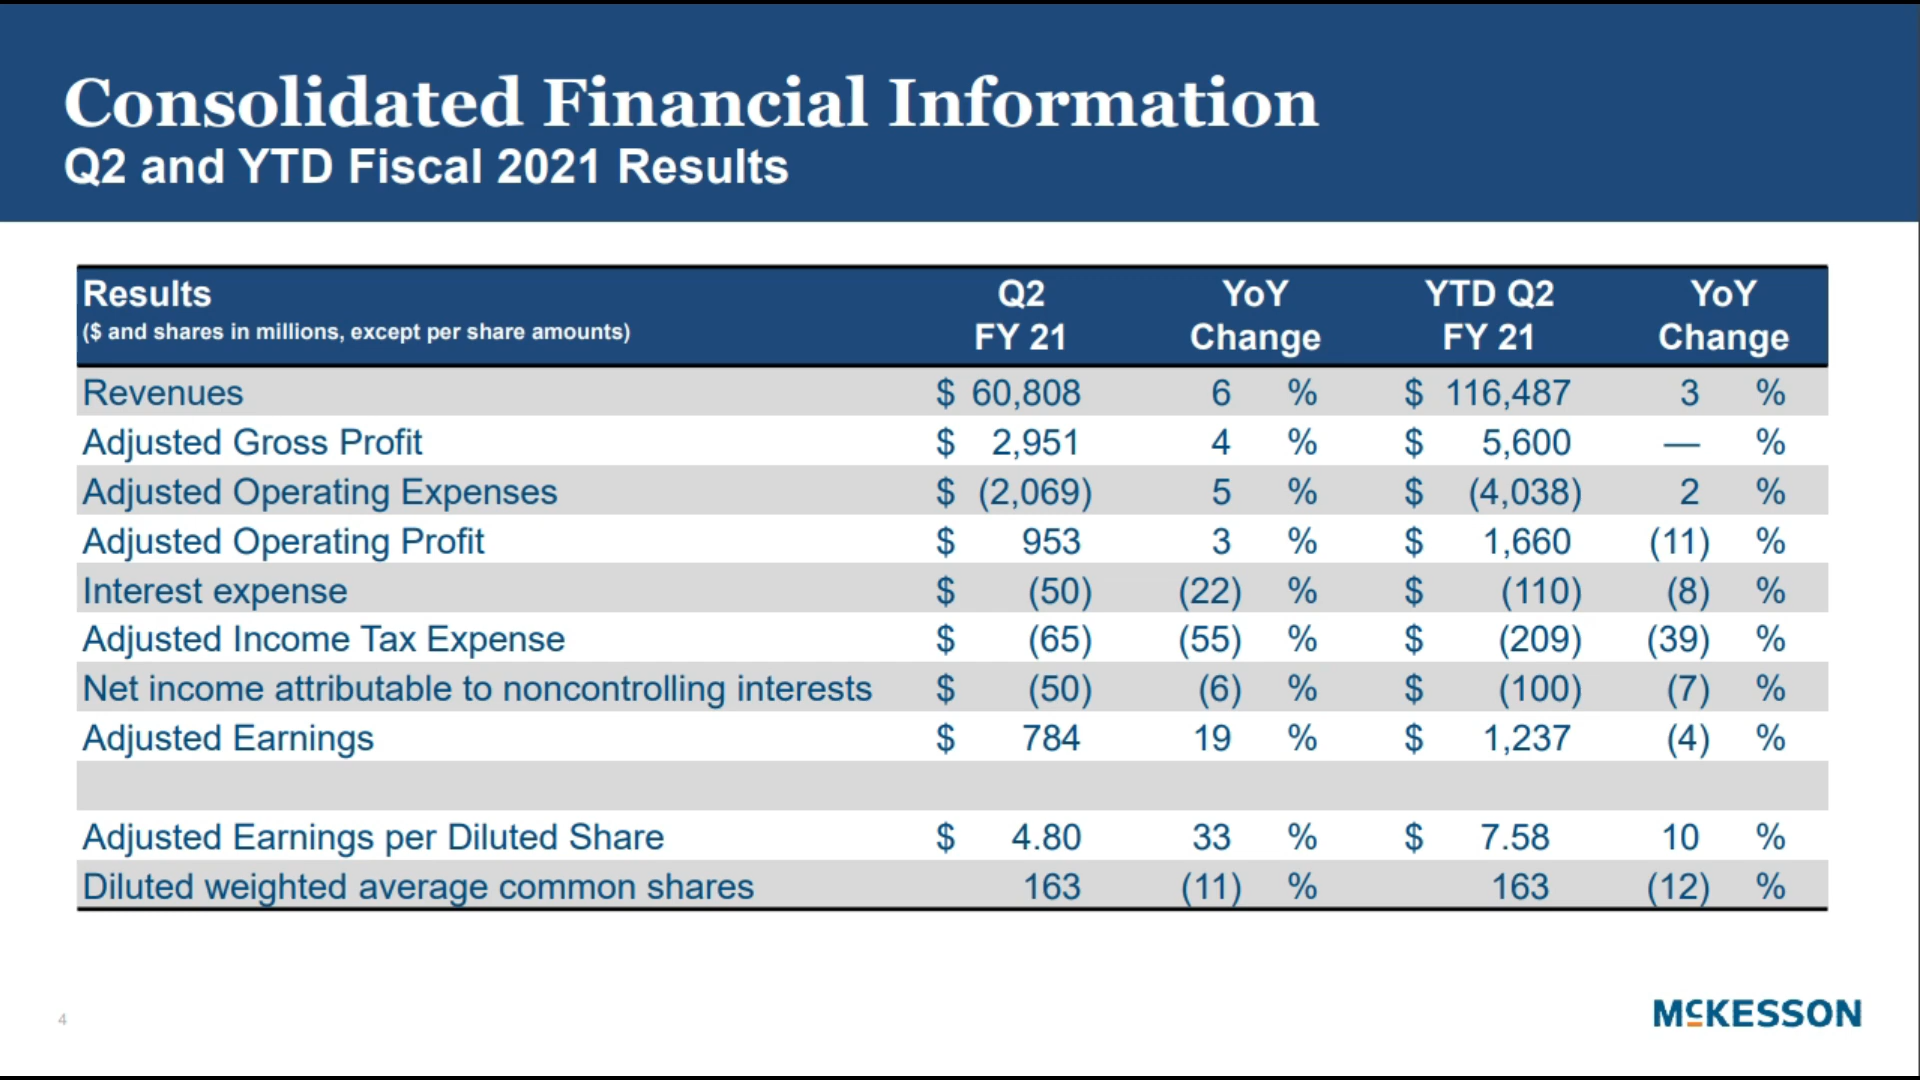 Consolidated Financial Information
Q2 and YTD Fiscal 2021 Results
Results Q2 YoY YTD Q2 YoY
($ and shares in millions, except per share amounts) FY 21 Change FY 21 Change
Revenues $ 60,808 6 % $ 116,487 3 %
Adjusted Gross Profit $ 2,951 4 % $ 5,600 — %
Adjusted Operating Expenses $ (2,069) 5 % $ (4,038) 2 %
Adjusted Operating Profit $ 953 3 % $ 1,660 (11) %
Interest expense $ (50) (22) % $ (110) (8) %
Adjusted Income Tax Expense $ (65) (55) % $ (209) (39) %
Net income attributable to noncontrolling interests $ (50) (6) % $ (100) (7) %
Adjusted Earnings $ 784 19 % $ 1,237 (4) %
Adjusted Earnings per Diluted Share $ 4.80 33 % $ 7.58 10 %
Diluted weighted average common shares 163 (11) % 163 (12) %
4
MCKESSON